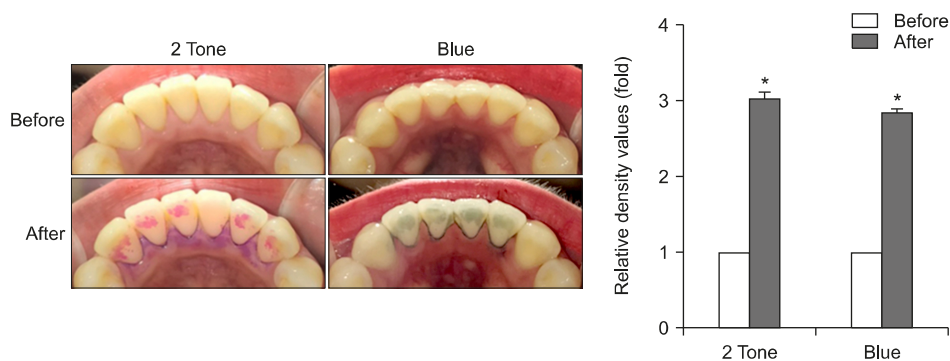 2 Tone
Blue
Before
After
Relative density values (fold)
4
3
2
1
0
Before
After
*
*
2 Tone
Blue